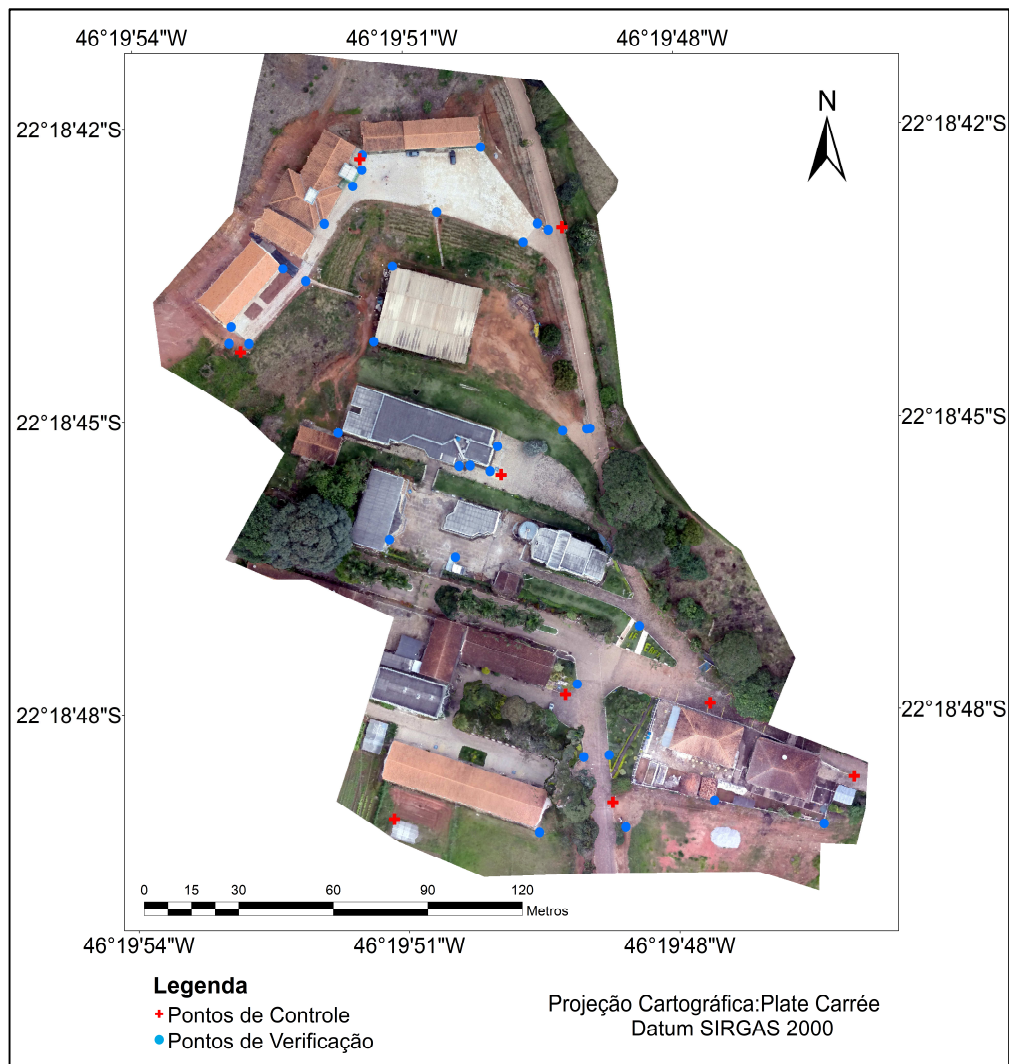 46°19'54"W 46°19'51"W 46°19'48"W
N
22°18'42"S 22°18'42"S
22°18'45"S 22°18'45"S
22°18'48"S 22°18'48"S
0 15 30 60 90 120
Metros
46°19'54"W 46°19'51"W 46°19'48"W
Legenda
Pontos de Controle
Pontos de Verificação
Projeção Cartográfica:Plate Carrée
Datum SIRGAS 2000